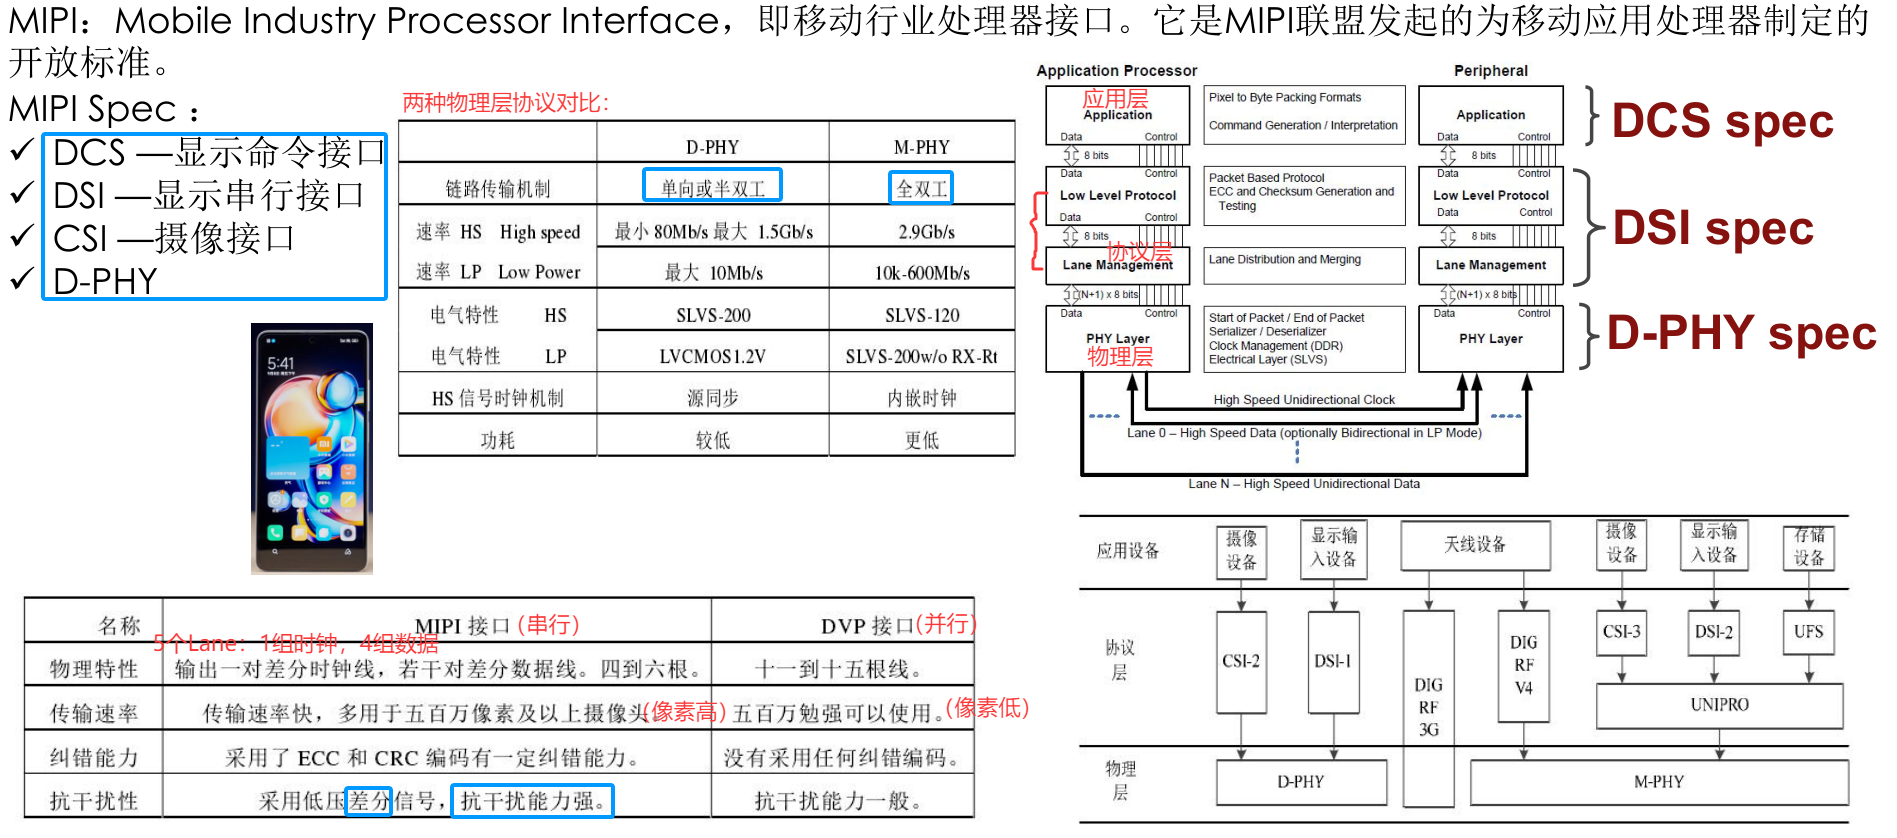 MIPI：Mobile Industry Processor Interface，即移动行业处理器接口。它是MIPI联盟发起的为移动应用处理器制定的
开放标准。
MIPI Spec：
✓ DCS —显示命令接口
✓ DSI —显示串行接口
✓ CSI —摄像接口
✓ D-PHY
5:41
两种物理层协议对比：
D-PHY M-PHY
链路传输机制 单向或半双工 全双工
速率 HS High speed 最小 80Mb/s 最大 1.5Gb/s 2.9Gb/s
速率 LP Low Power 最大 10Mb/s 10k-600Mb/s
电气特性 HS SLVS-200 SLVS-120
电气特性 LP LVCMOS1.2V SLVS-200w/o RX-Rt
HS 信号时钟机制 源同步 内嵌时钟
功耗 较低 更低
Application Processor Peripheral
应用层
Application
Data Control
Pixel to Byte Packing Formats
Command Generation / Interpretation
Application
Data Control
DCS spec
8 bits 8 bits
Data Control
Low Level Protocol
Data Control
Packet Based Protocol
ECC and Checksum Generation and
Testing
Data Control
Low Level Protocol
Data Control
DSI spec
8 bits 8 bits
协议层
Lane Management
Lane Distribution and Merging
Lane Management
(N+1) x 8 bits (N+1) x 8 bits
Data Control
PHY Layer
物理层
Start of Packet / End of Packet
Serializer / Deserializer
Clock Management (DDR)
Electrical Layer (SLVS)
Data Control
PHY Layer
D-PHY spec
High Speed Unidirectional Clock
Lane 0 – High Speed Data (optionally Bidirectional in LP Mode)
Lane N – High Speed Unidirectional Data
名称 MIPI 接口（串行） DVP 接口（并行）
5个Lane：1组时钟，4组数据
物理特性 输出一对差分时钟线，若干对差分数据线。四到六根。 十一到十五根线。
传输速率 传输速率快，多用于五百万像素及以上摄像头。（像素高） 五百万勉强可以使用。（像素低）
纠错能力 采用了 ECC 和 CRC 编码有一定纠错能力。 没有采用任何纠错编码。
抗干扰性 采用低压差分信号，抗干扰能力强。 抗干扰能力一般。
应用设备
摄像
设备
显示输
入设备
天线设备
摄像
设备
显示输
入设备
存储
设备
协议
层
CSI-2
DSI-1
DIG
RF
3G
DIG
RF
V4
CSI-3
DSI-2
UFS
UNIPRO
物理
层
D-PHY
M-PHY